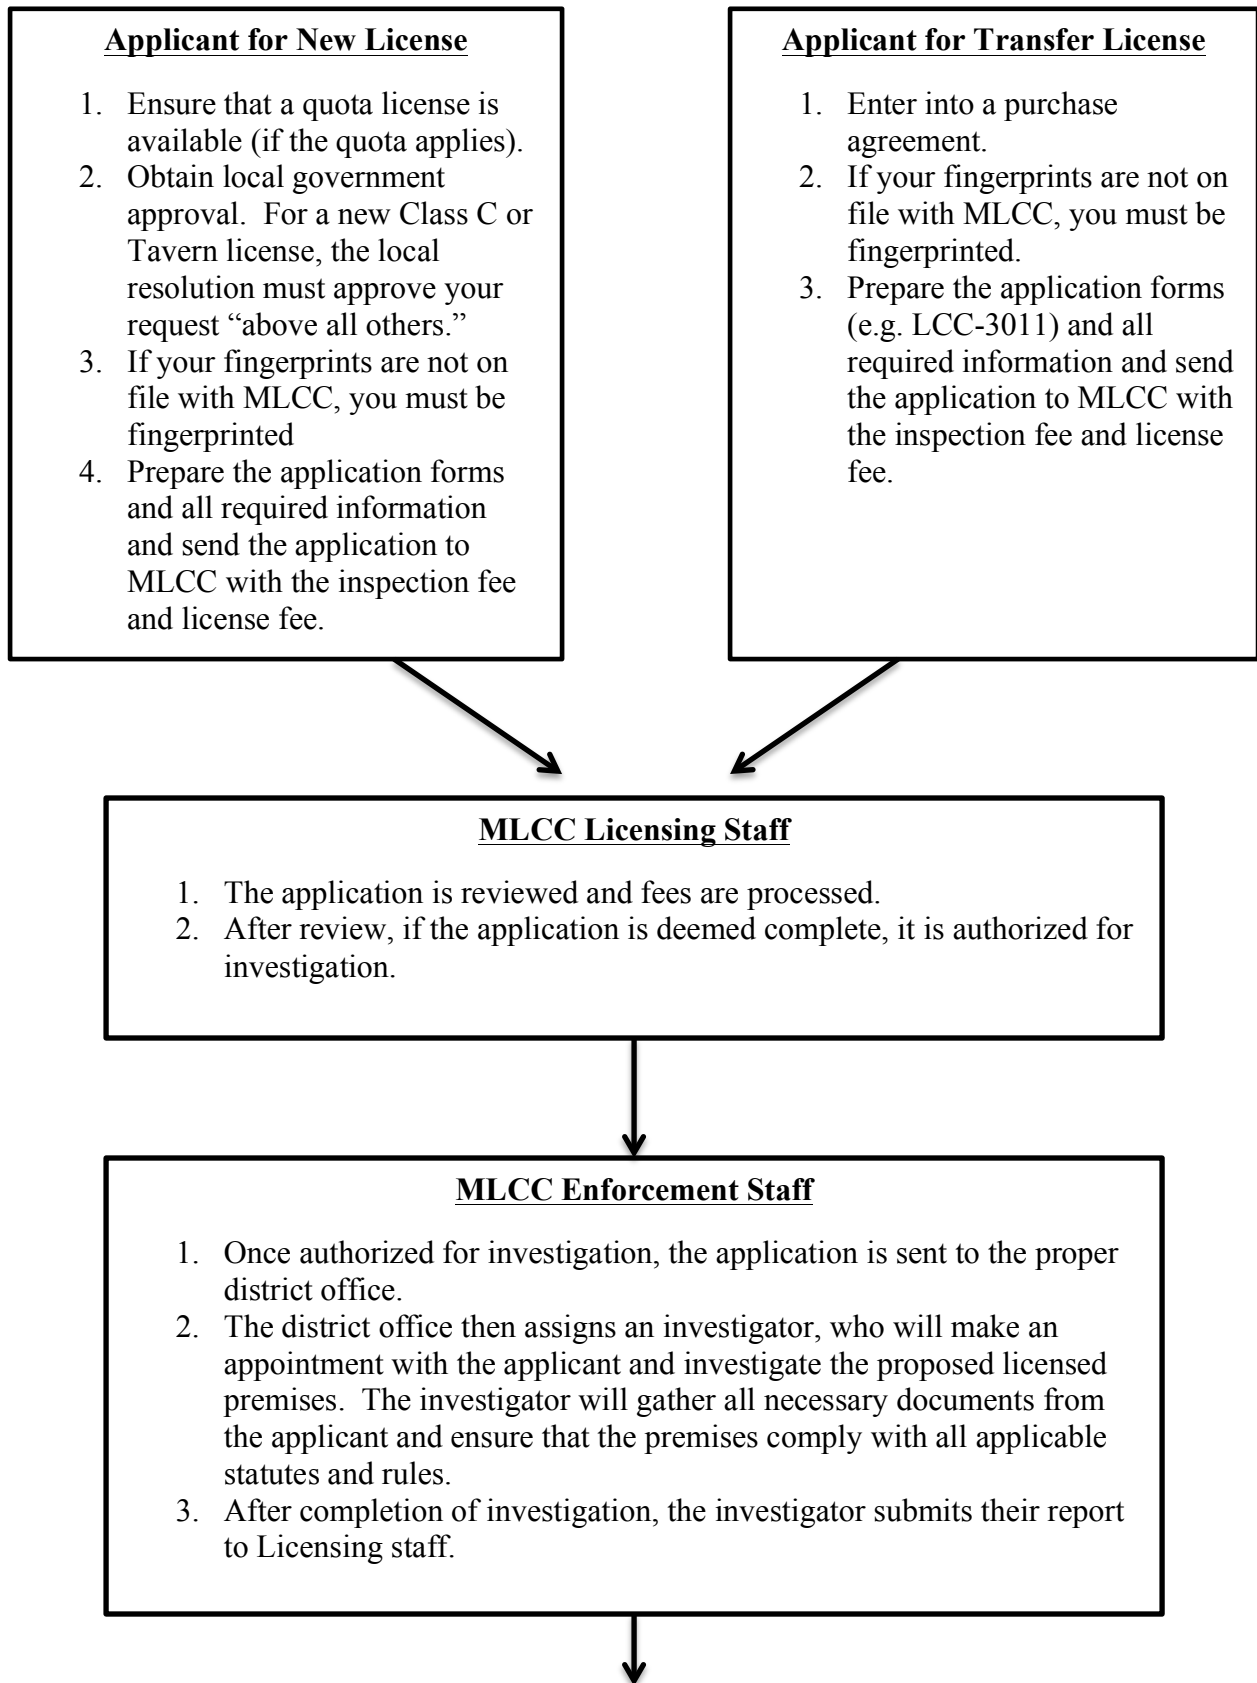 Applicant for New License
1. Ensure that a quota license is
available (if the quota applies).
2. Obtain local government
approval.  For a new Class C or
Tavern license, the local
resolution must approve your
request “above all others.”
3. If your fingerprints are not on
file with MLCC, you must be
fingerprinted
4. Prepare the application forms
and all required information
and send the application to
MLCC with the inspection fee
and license fee.
Applicant for Transfer License
1. Enter into a purchase
agreement.
2. If your fingerprints are not on
file with MLCC, you must be
fingerprinted.
3. Prepare the application forms
(e.g. LCC-3011) and all
required information and send
the application to MLCC with
the inspection fee and license
fee.
MLCC Licensing Staff
1. The application is reviewed and fees are processed.
2. After review, if the application is deemed complete, it is authorized for
investigation.
MLCC Enforcement Staff
1. Once authorized for investigation, the application is sent to the proper
district office.
2. The district office then assigns an investigator, who will make an
appointment with the applicant and investigate the proposed licensed
premises.  The investigator will gather all necessary documents from
the applicant and ensure that the premises comply with all applicable
statutes and rules.
3. After completion of investigation, the investigator submits their report
to Licensing staff.